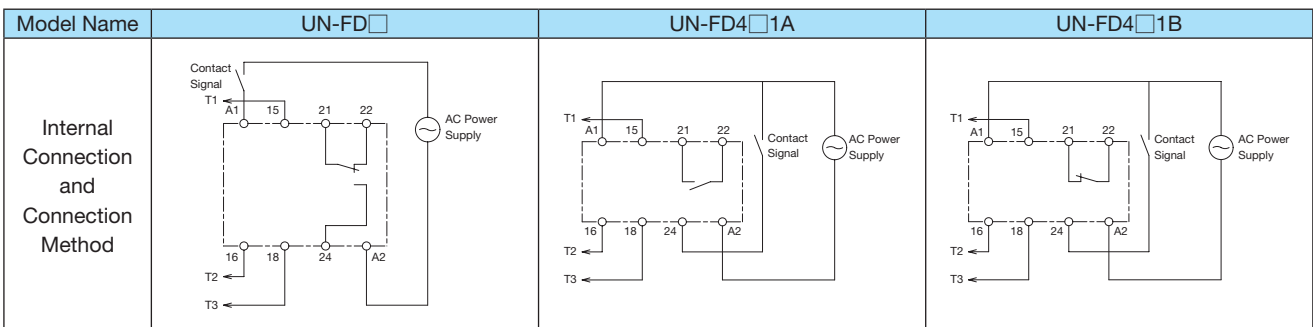 Model Name
UN-FD□
UN-FD4□1A
UN-FD4□1B
Internal
Connection
and
Connection
Method
Contact
Signal
T1
A1 15 21 22
AC Power
Supply
16 18 24 A2
T2
T3
T1
A1 15 21 22
Contact
Signal
AC Power
Supply
16 18 24 A2
T2
T3
T1
A1 15 21 22
Contact
Signal
AC Power
Supply
16 18 24 A2
T2
T3